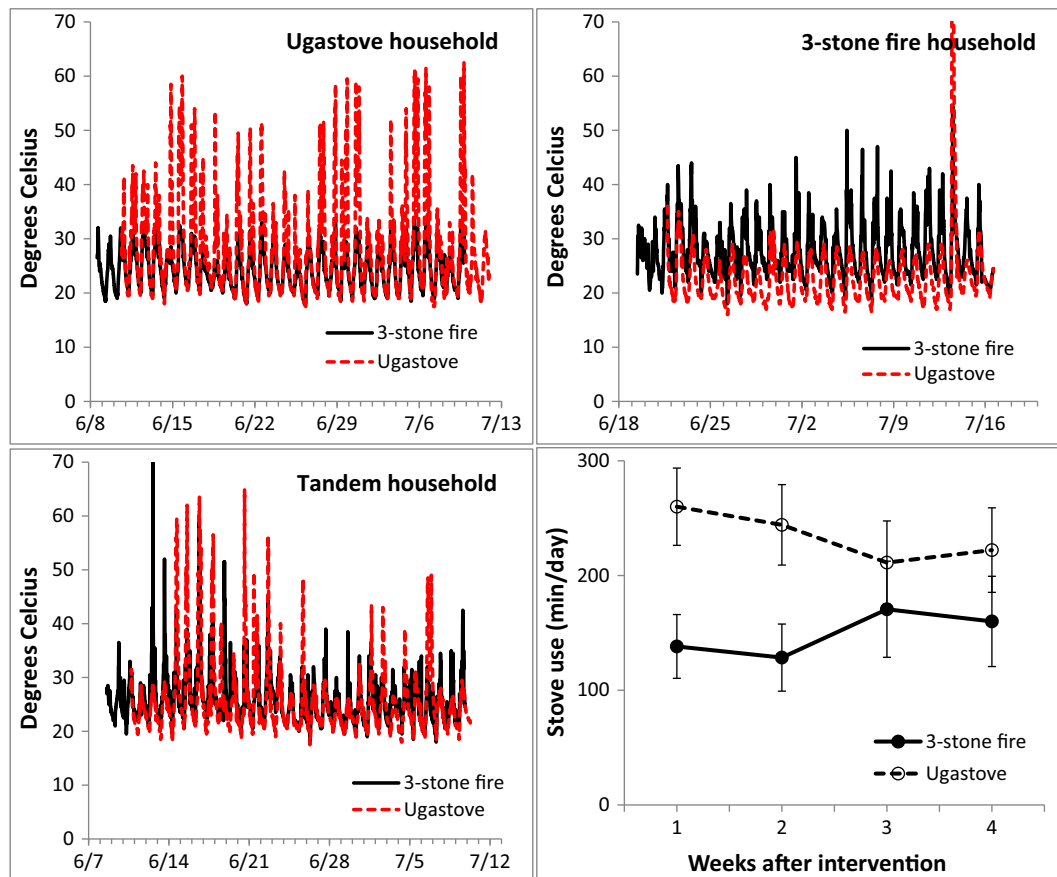 Ugastove household
Degrees Celsius
70
60
50
40
30
20
10
0
3-stone fire
Ugastove
6/8 6/15 6/22 6/29 7/6 7/13
3-stone fire household
Degrees Celcius
70
60
50
40
30
20
10
0
3-stone fire
Ugastove
6/18 6/25 7/2 7/9 7/16
Tandem household
Degrees Celcius
70
60
50
40
30
20
10
0
3-stone fire
Ugastove
6/7 6/14 6/21 6/28 7/5 7/12
Stove use (min/day)
300
200
100
0
3-stone fire
Ugastove
1 2 3 4
Weeks after intervention